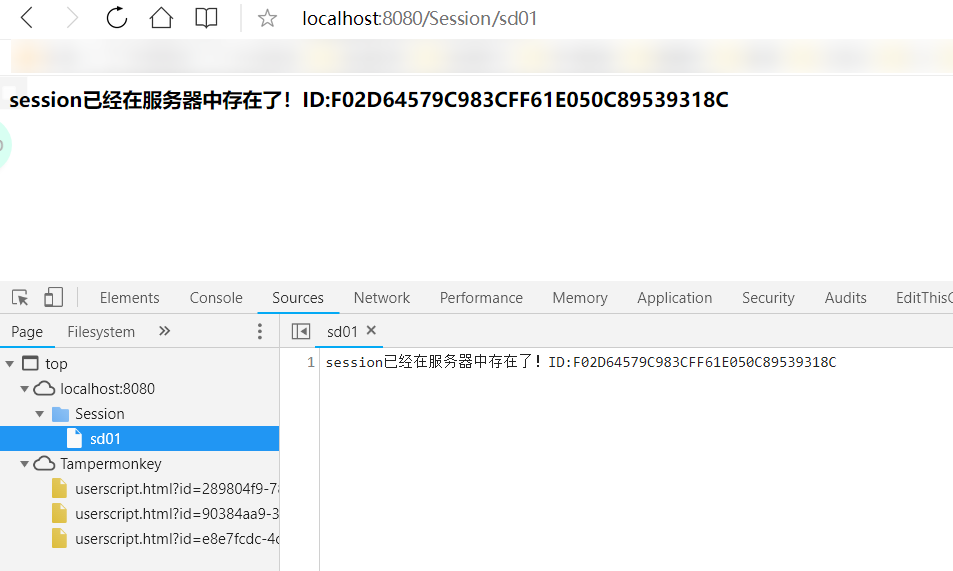 localhost:8080/Session/sd01
session已经在服务器中存在了！ID:F02D64579C983CFF61E050C89539318C
Elements Console Sources Network Performance Memory Application Security Audits EditThisC
Page Filesystem » sd01 ×
top
1 session已经在服务器中存在了！ID:F02D64579C983CFF61E050C89539318C
localhost:8080
Session
sd01
Tampermonkey
userscript.html?id=289804f9-7
userscript.html?id=90384aa9-3
userscript.html?id=e8e7fcdc-4